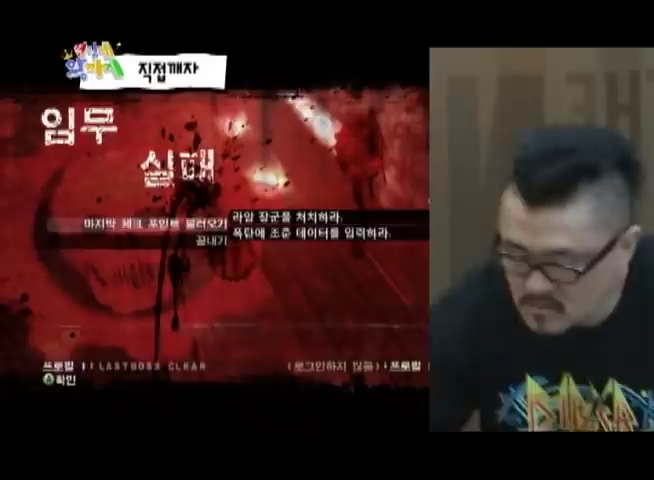 직접깨자
임무
실패
마지막 체크 포인트 불러오기
끝내기
라암 장군을 처치하라.
폭탄에 조준 데이터를 입력하라.
프로필 1: LASTBOSS CLEAR
(로그인하지 않음) : 프로필
A 확인